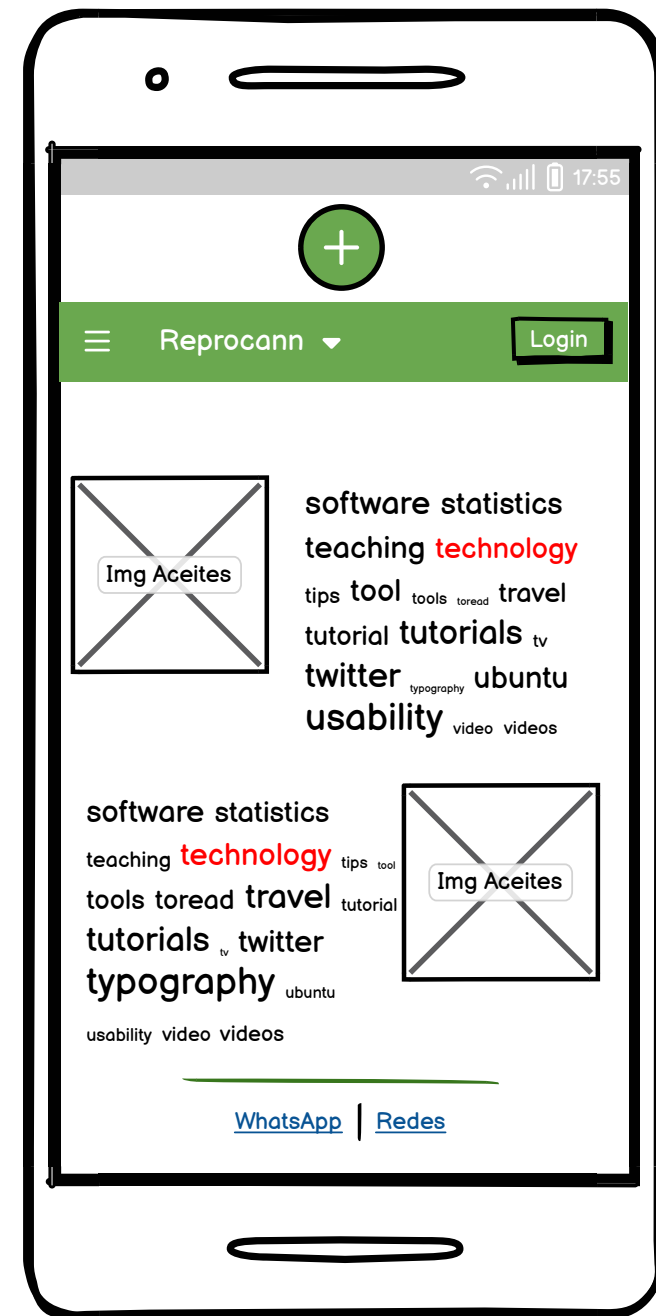 17:55
Reprocann
Login
Img Aceites
software statistics
teaching technology
tips tool tools toread travel
tutorial tutorials tv
twitter typography ubuntu
usability video videos
software statistics
teaching technology tips tool
tools toread travel tutorial
tutorials tv twitter
typography ubuntu
usability video videos
Img Aceites
WhatsApp | Redes